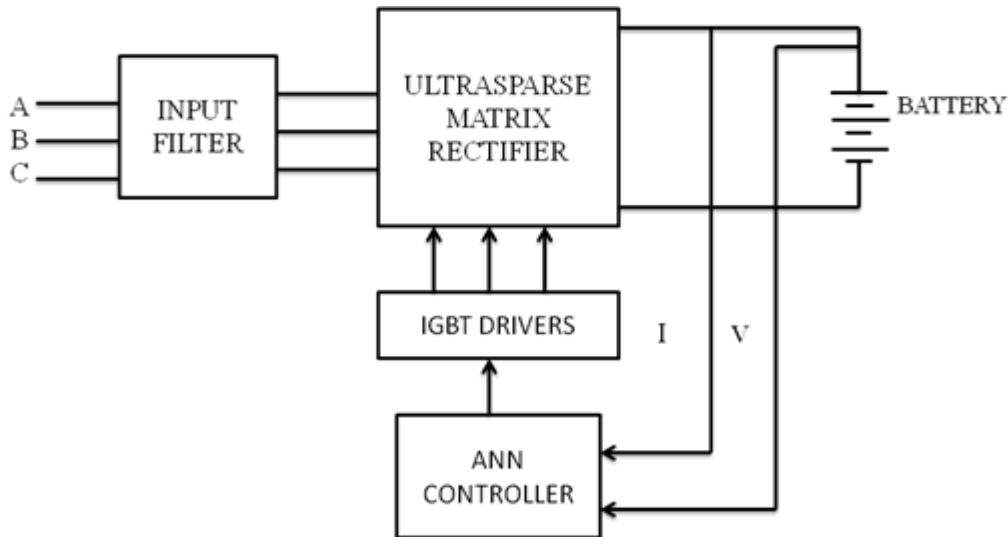 A
B
C
INPUT
FILTER
ULTRASPARSE
MATRIX
RECTIFIER
BATTERY
IGBT DRIVERS
I
V
ANN
CONTROLLER